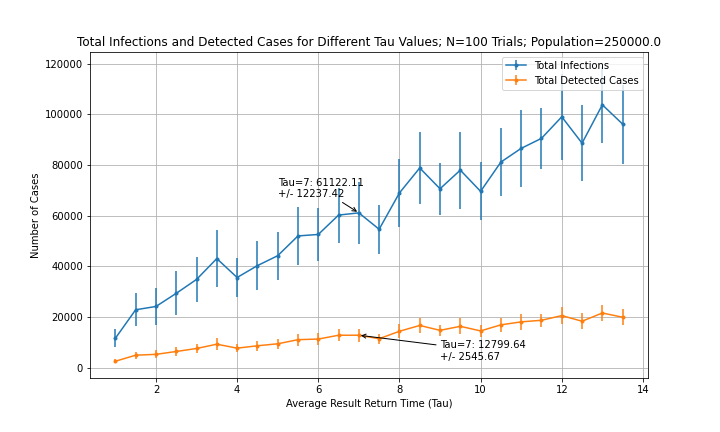 Total Infections and Detected Cases for Different Tau Values; N=100 Trials; Population=250000.0
120000
100000
80000
60000
40000
20000
0
Number of Cases
Total Infections
Total Detected Cases
Tau=7: 61122.11
+/- 12237.42
Tau=7: 12799.64
+/- 2545.67
2
4
6
8
10
12
14
Average Result Return Time (Tau)